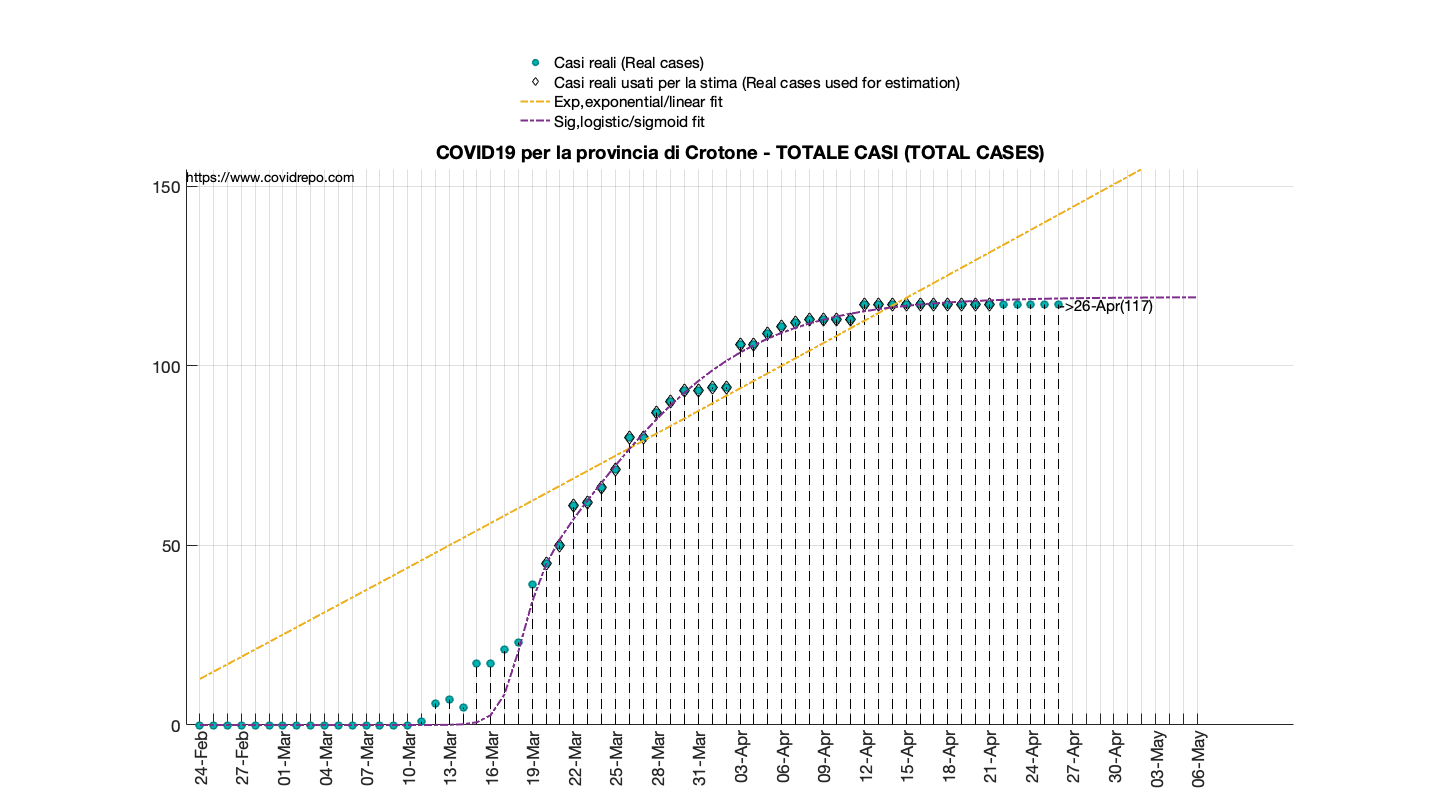 Casi reali (Real cases)
Casi reali usati per la stima (Real cases used for estimation)
Exp,exponential/linear fit
Sig,logistic/sigmoid fit
COVID19 per la provincia di Crotone - TOTALE CASI (TOTAL CASES)
https://www.covidrepo.com
150
100
50
0
->26-Apr(117)
24-Feb
27-Feb
01-Mar
04-Mar
07-Mar
10-Mar
13-Mar
16-Mar
19-Mar
22-Mar
25-Mar
28-Mar
31-Mar
03-Apr
06-Apr
09-Apr
12-Apr
15-Apr
18-Apr
21-Apr
24-Apr
27-Apr
30-Apr
03-May
06-May